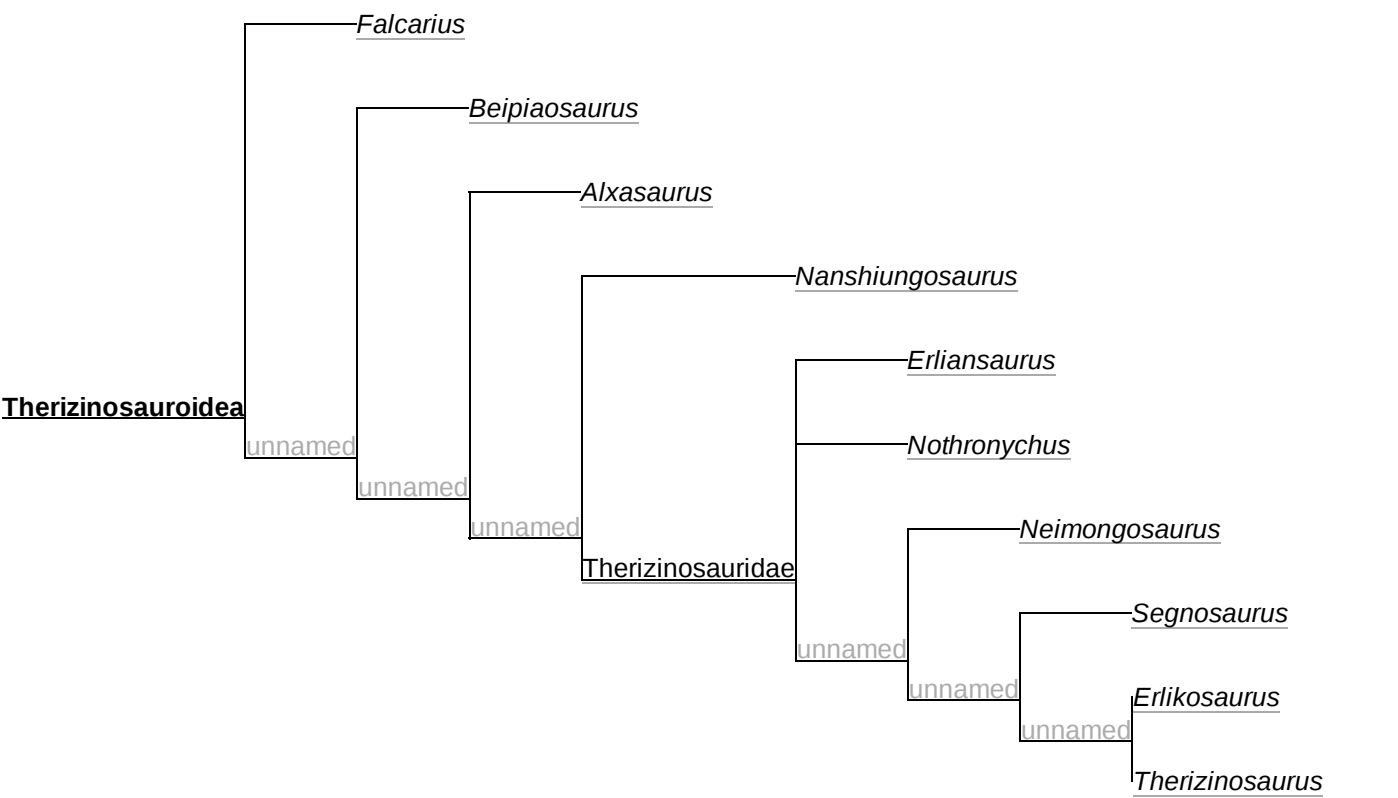 Falcarius
Beipiaosaurus
Alxasaurus
Nanshiungosaurus
Erliansaurus
Therizinosauroidea
Nothronychus
unnamed
unnamed
unnamed
Neimongosaurus
Therizinosauridae
Segnosaurus
unnamed
unnamed
Erlikosaurus
unnamed
Therizinosaurus